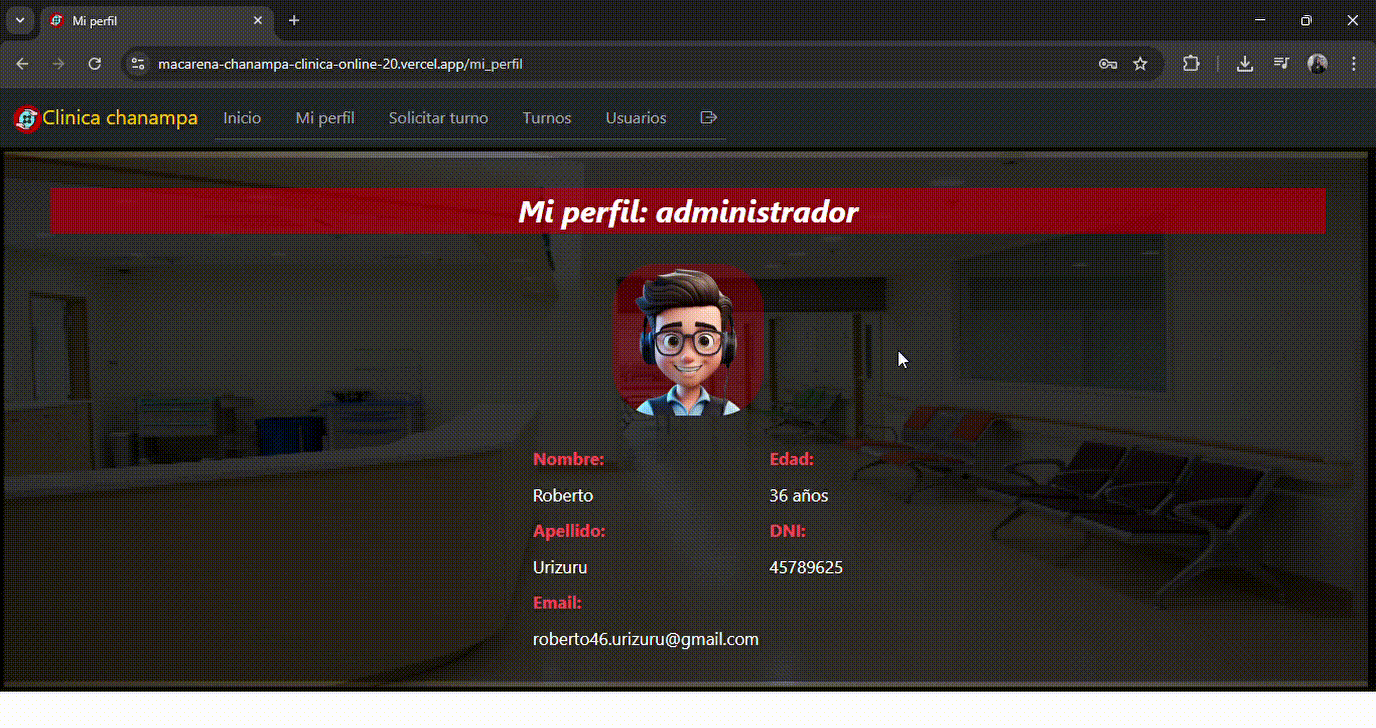 Mi perfil
macarena-chanampa-clinica-online-20.vercel.app/mi_perfil
Clinica chanampa Inicio Mi perfil Solicitar turno Turnos Usuarios
Mi perfil: administrador
Nombre: Edad:
Roberto 36 años
Apellido: DNI:
Urizuru 45789625
Email:
roberto46.urizuru@gmail.com